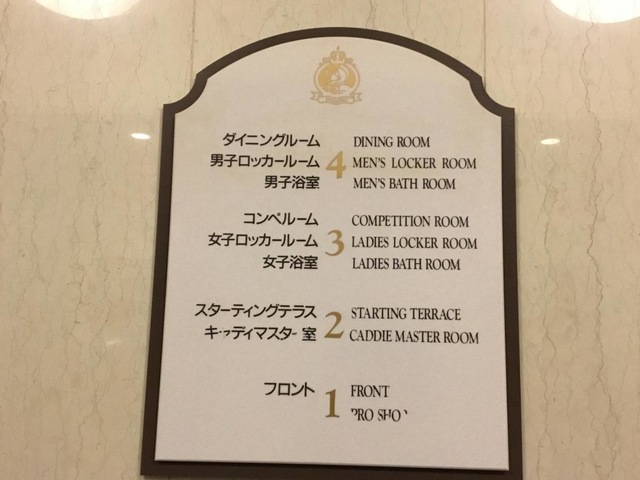 ダイニングルーム DINING ROOM
男子ロッカールーム 4 MEN'S LOCKER ROOM
男子浴室 MEN'S BATH ROOM
コンペルーム COMPETITION ROOM
女子ロッカールーム 3 LADIES LOCKER ROOM
女子浴室 LADIES BATH ROOM
スターティングテラス 2 STARTING TERRACE
キャディマスター室 CADDIE MASTER ROOM
フロント 1 FRONT
PRO SHO